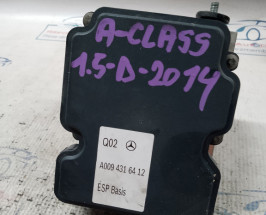 A-CLASS
1.5-D-2014
Q02
A009 431 64 12
ESP Basis